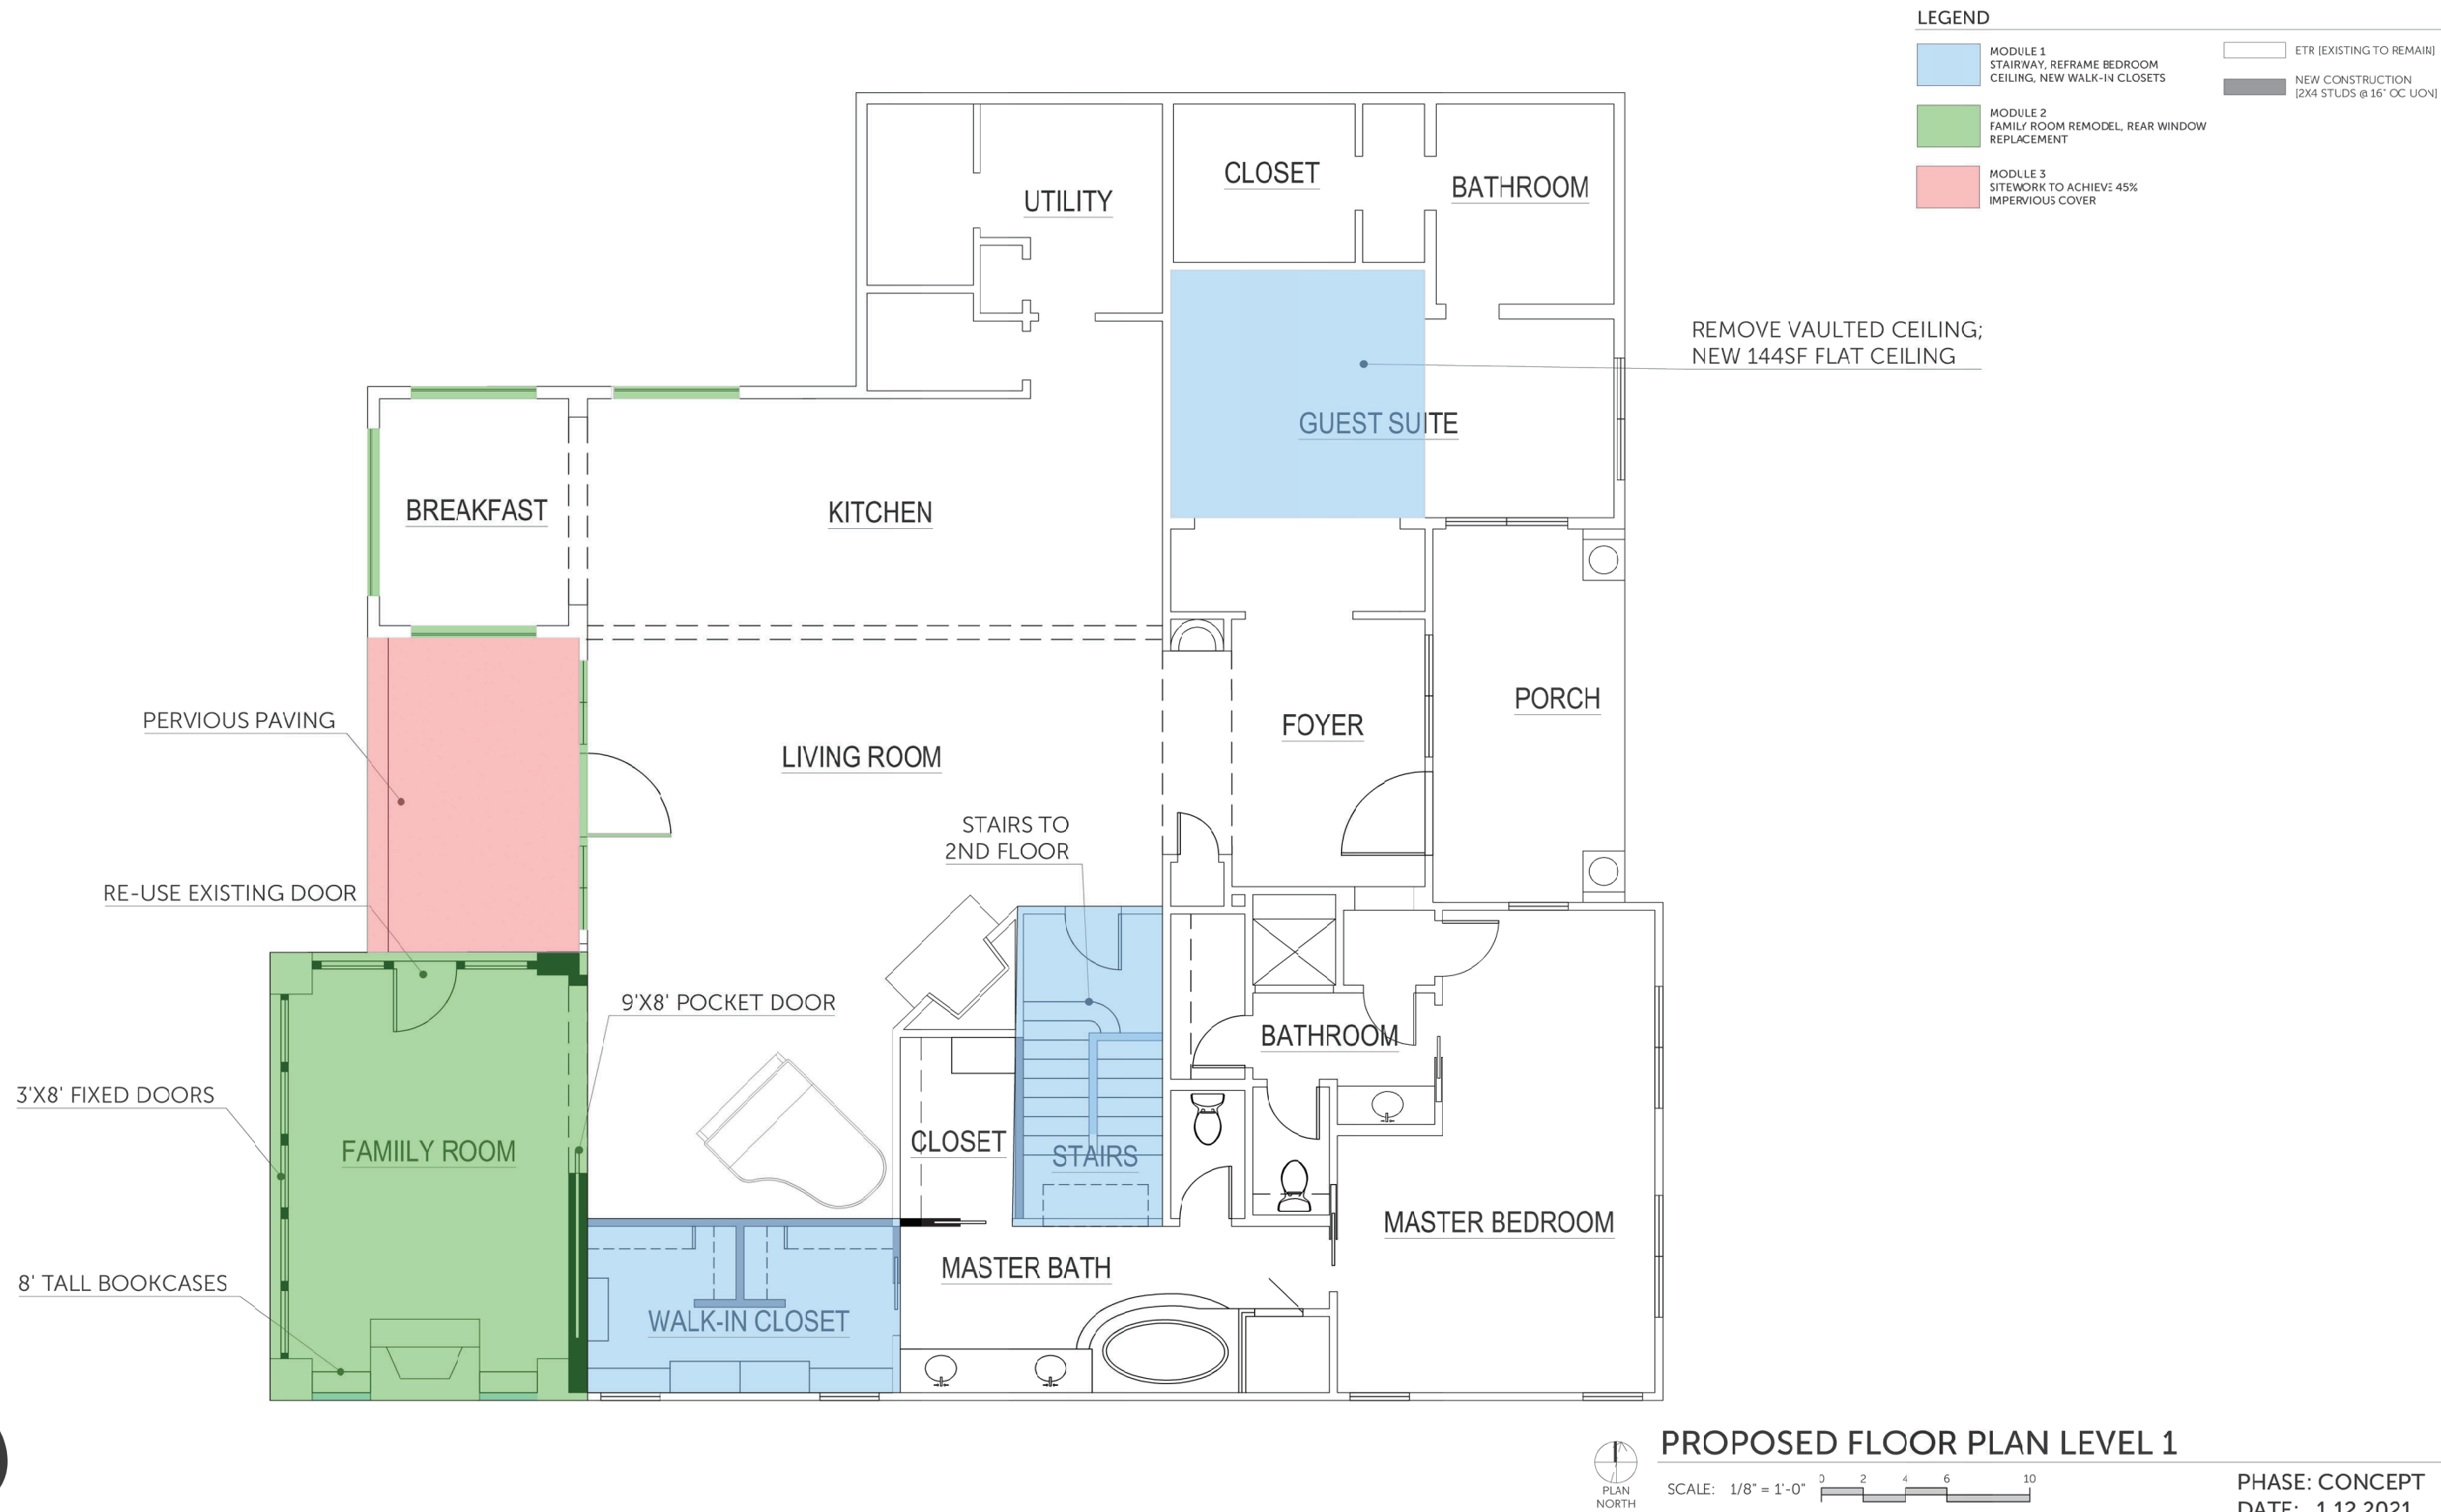 LEGEND
MODULE 1
STAIRWAY, REFRAME BEDROOM
CEILING, NEW WALK-IN CLOSETS
ETR [EXISTING TO REMAIN]
NEW CONSTRUCTION
[2X4 STUDS @ 16" OC UON]
MODULE 2
FAMILY ROOM REMODEL, REAR WINDOW
REPLACEMENT
MODULE 3
SITEWORK TO ACHIEVE 45%
IMPERVIOUS COVER
UTILITY
CLOSET
BATHROOM
REMOVE VAULTED CEILING;
NEW 144SF FLAT CEILING
GUEST SUITE
BREAKFAST
KITCHEN
PORCH
PERVIOUS PAVING
FOYER
LIVING ROOM
STAIRS TO
2ND FLOOR
RE-USE EXISTING DOOR
9'X8' POCKET DOOR
BATHROOM
3'X8' FIXED DOORS
FAMIILY ROOM
CLOSET
STAIRS
MASTER BEDROOM
MASTER BATH
8' TALL BOOKCASES
WALK-IN CLOSET
PROPOSED FLOOR PLAN LEVEL 1
PLAN
NORTH
SCALE: 1/8" = 1'-0"
0 2 4 6 10
PHASE: CONCEPT
DATE: 1.12.2021